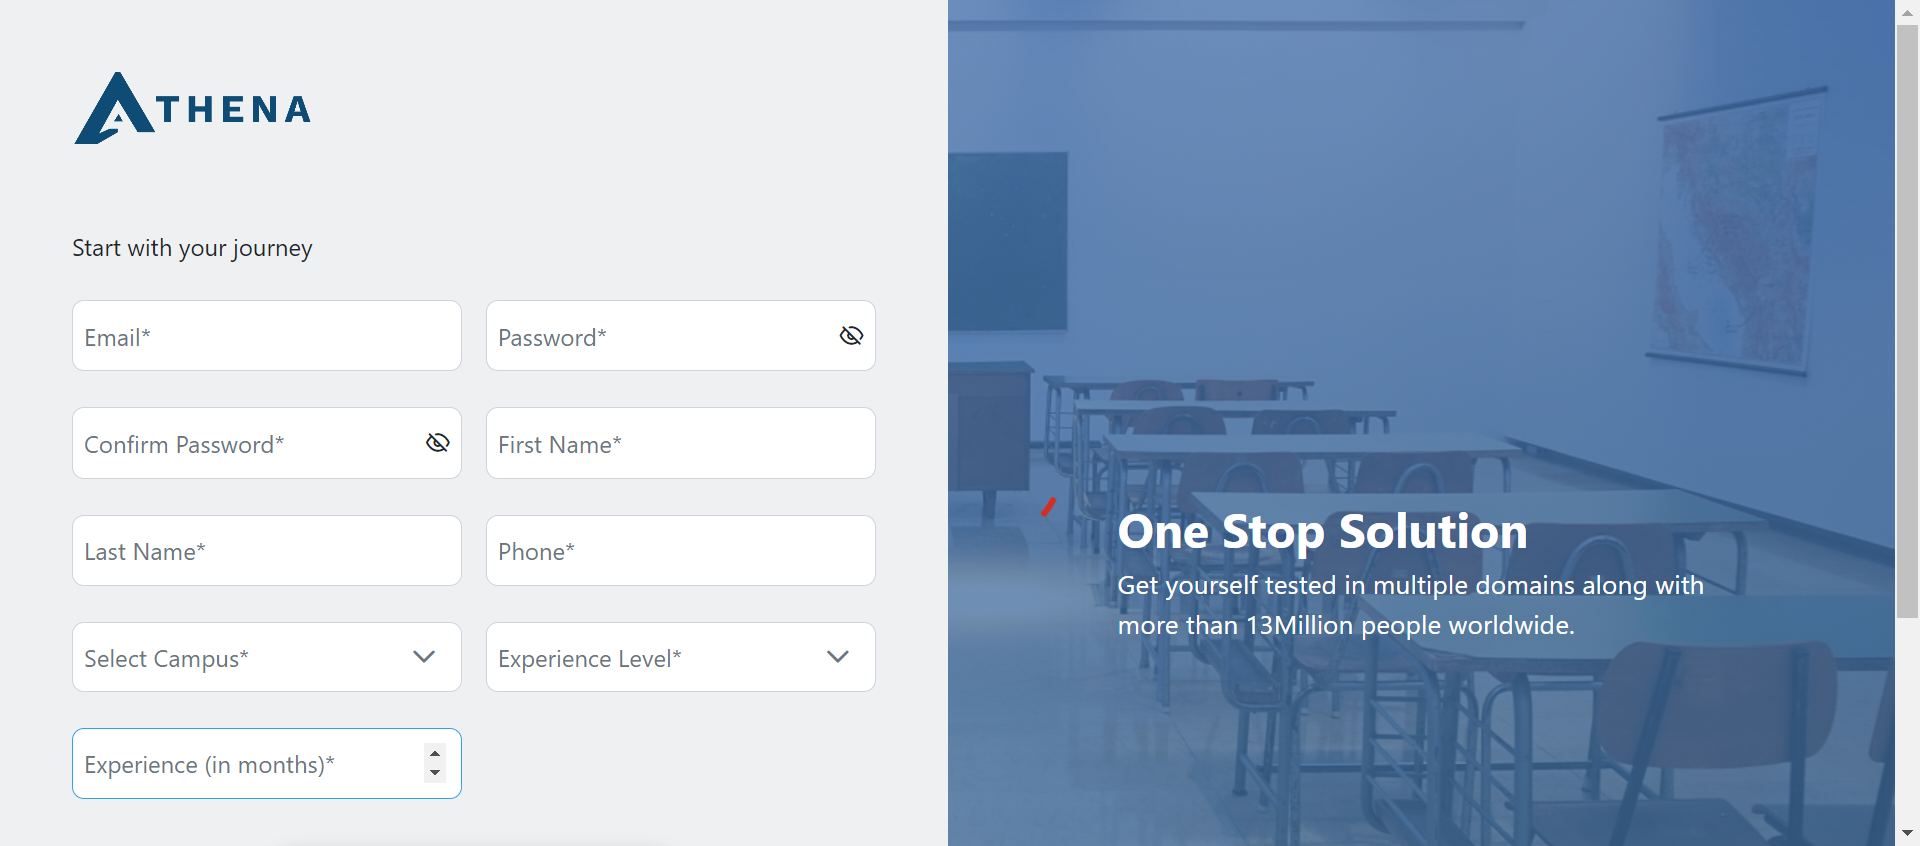 ATHENA
Start with your journey
Email*
Password*
Confirm Password*
First Name*
Last Name*
Phone*
Select Campus*
Experience Level*
Experience (in months)*
One Stop Solution
Get yourself tested in multiple domains along with
more than 13Million people worldwide.